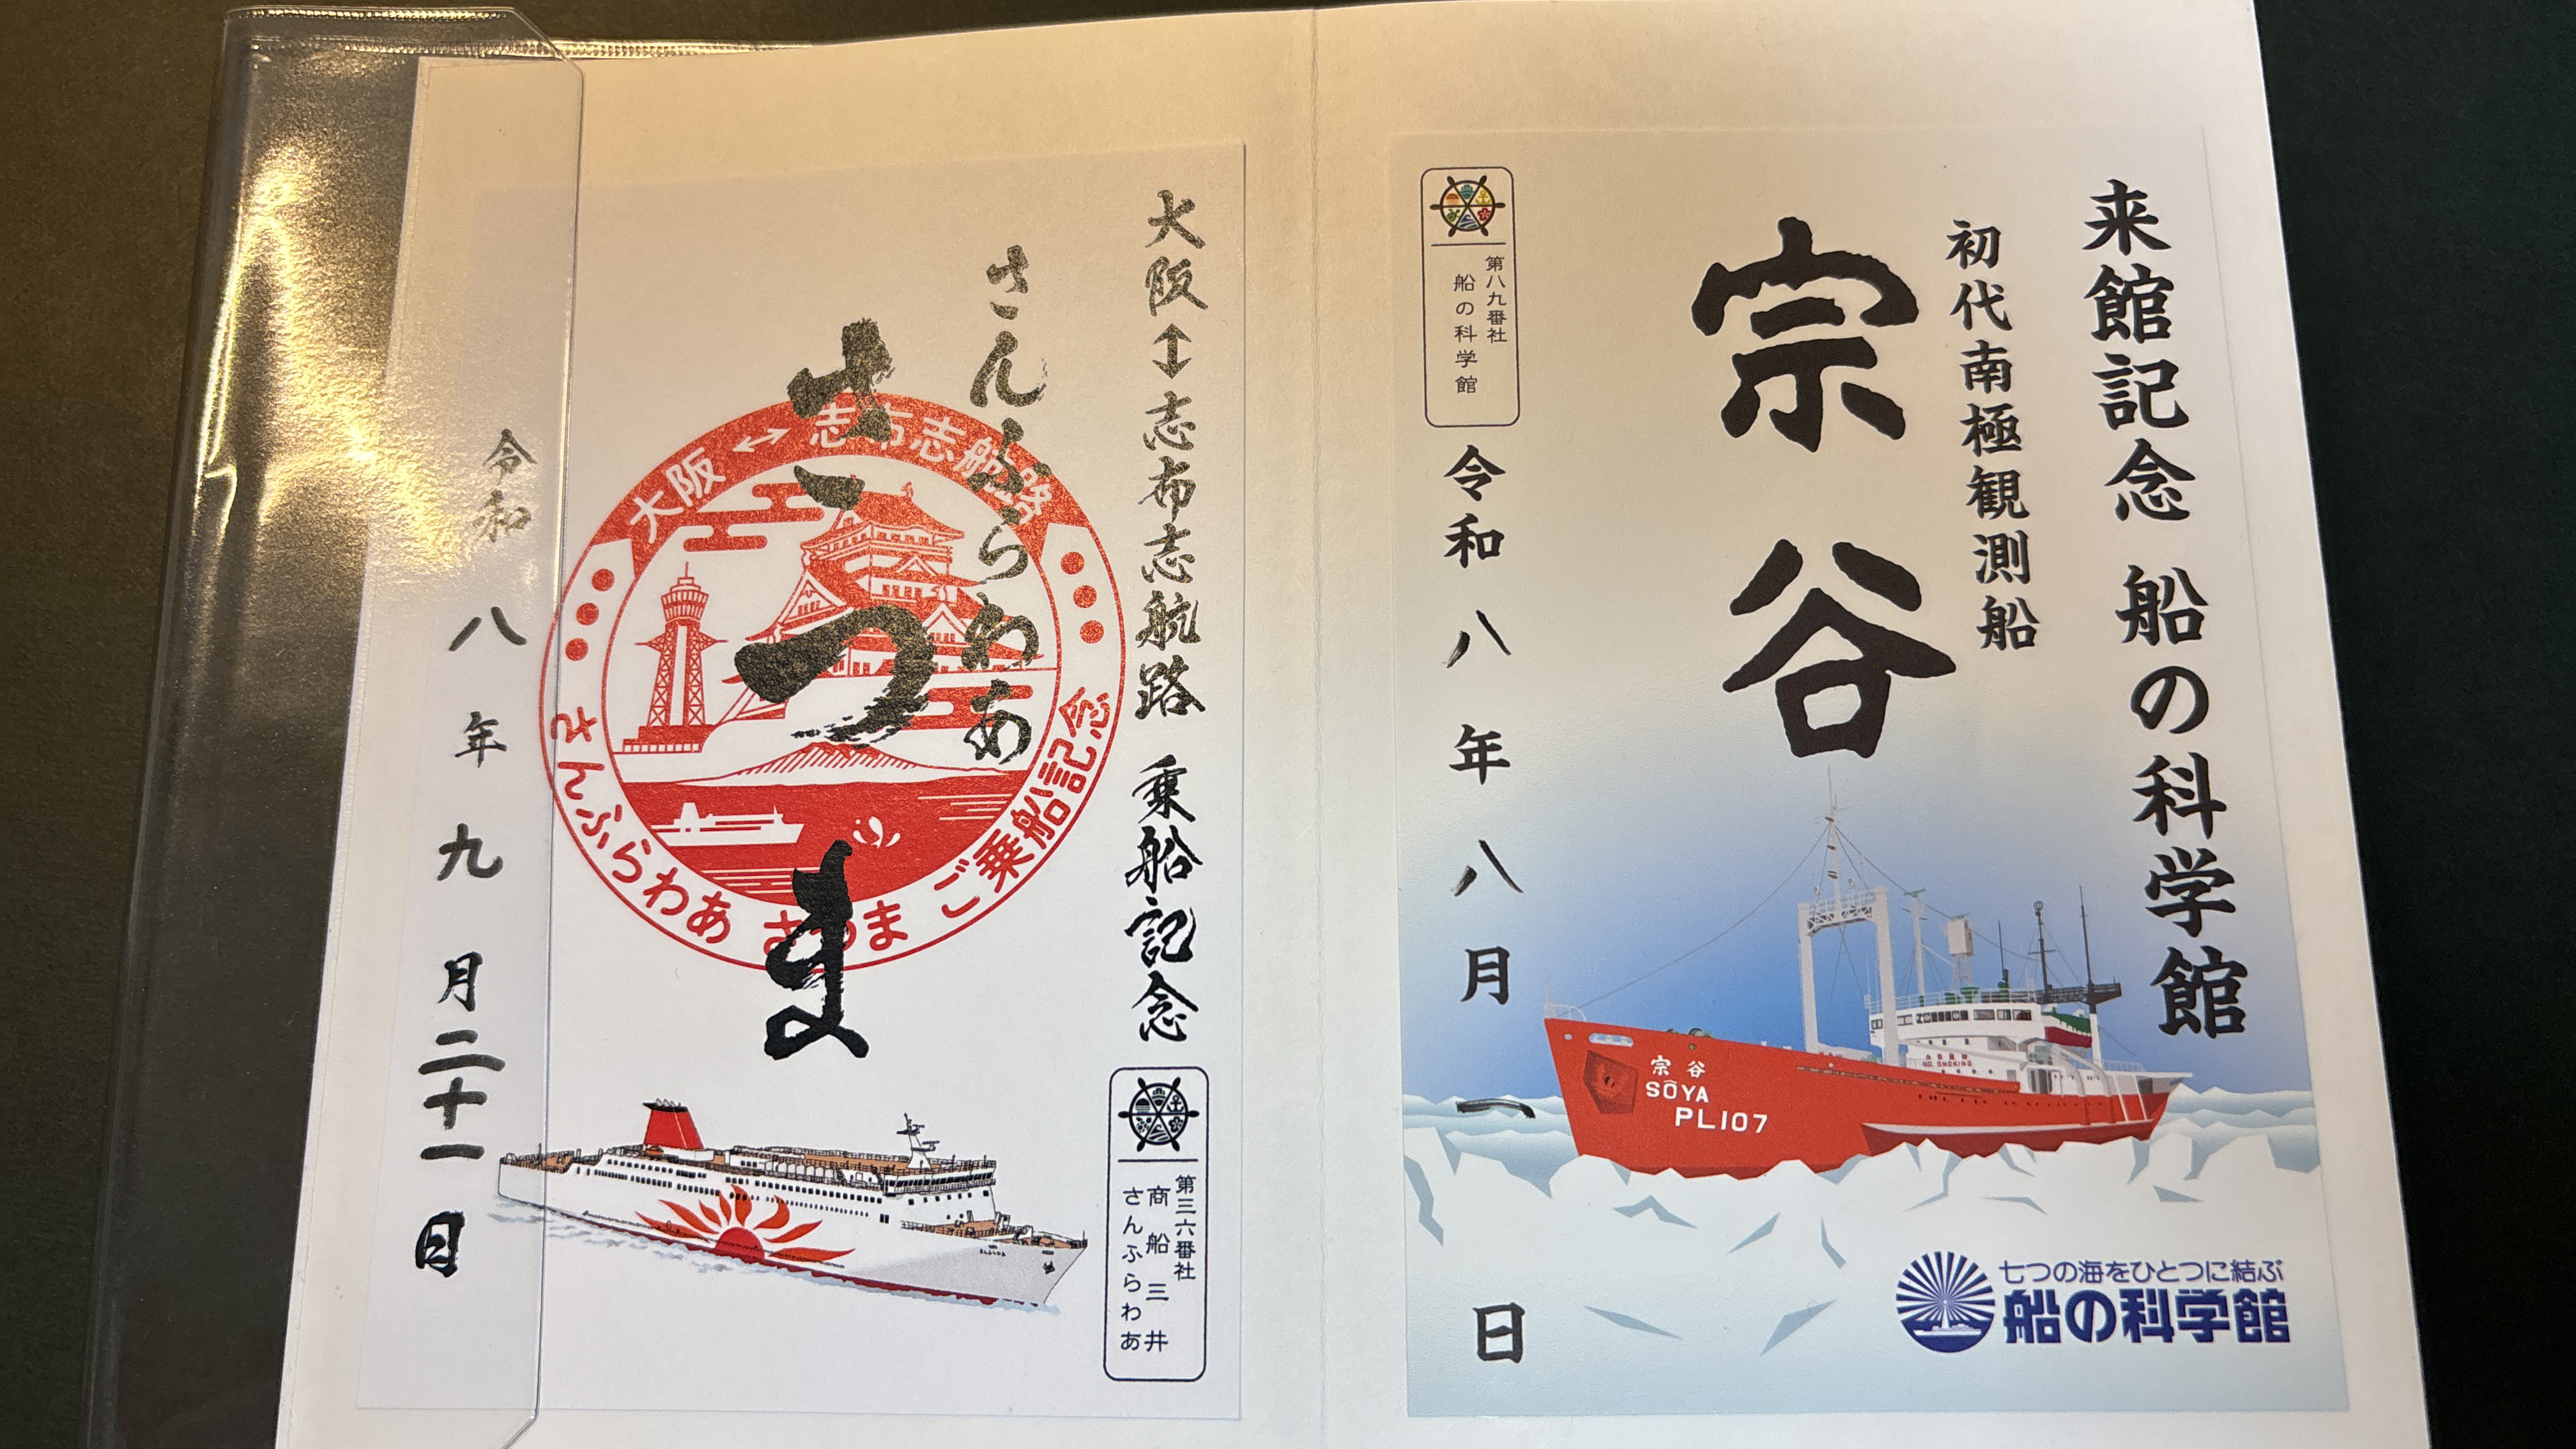 来館記念 船の科学館
初代南極観測船
宗谷
第八九番社
船の科学館
令和八年八月一日
宗谷
SŌYA
PL107
NO SMOKING
七つの海をひとつに結ぶ
船の科学館
大阪↕志布志航路 乗船記念
さんふらわあ
さつま
大阪↔志布志航路
さんふらわあ さつま ご乗船記念
令和八年九月二十一日
第三六番社
商船三井
さんふらわあ